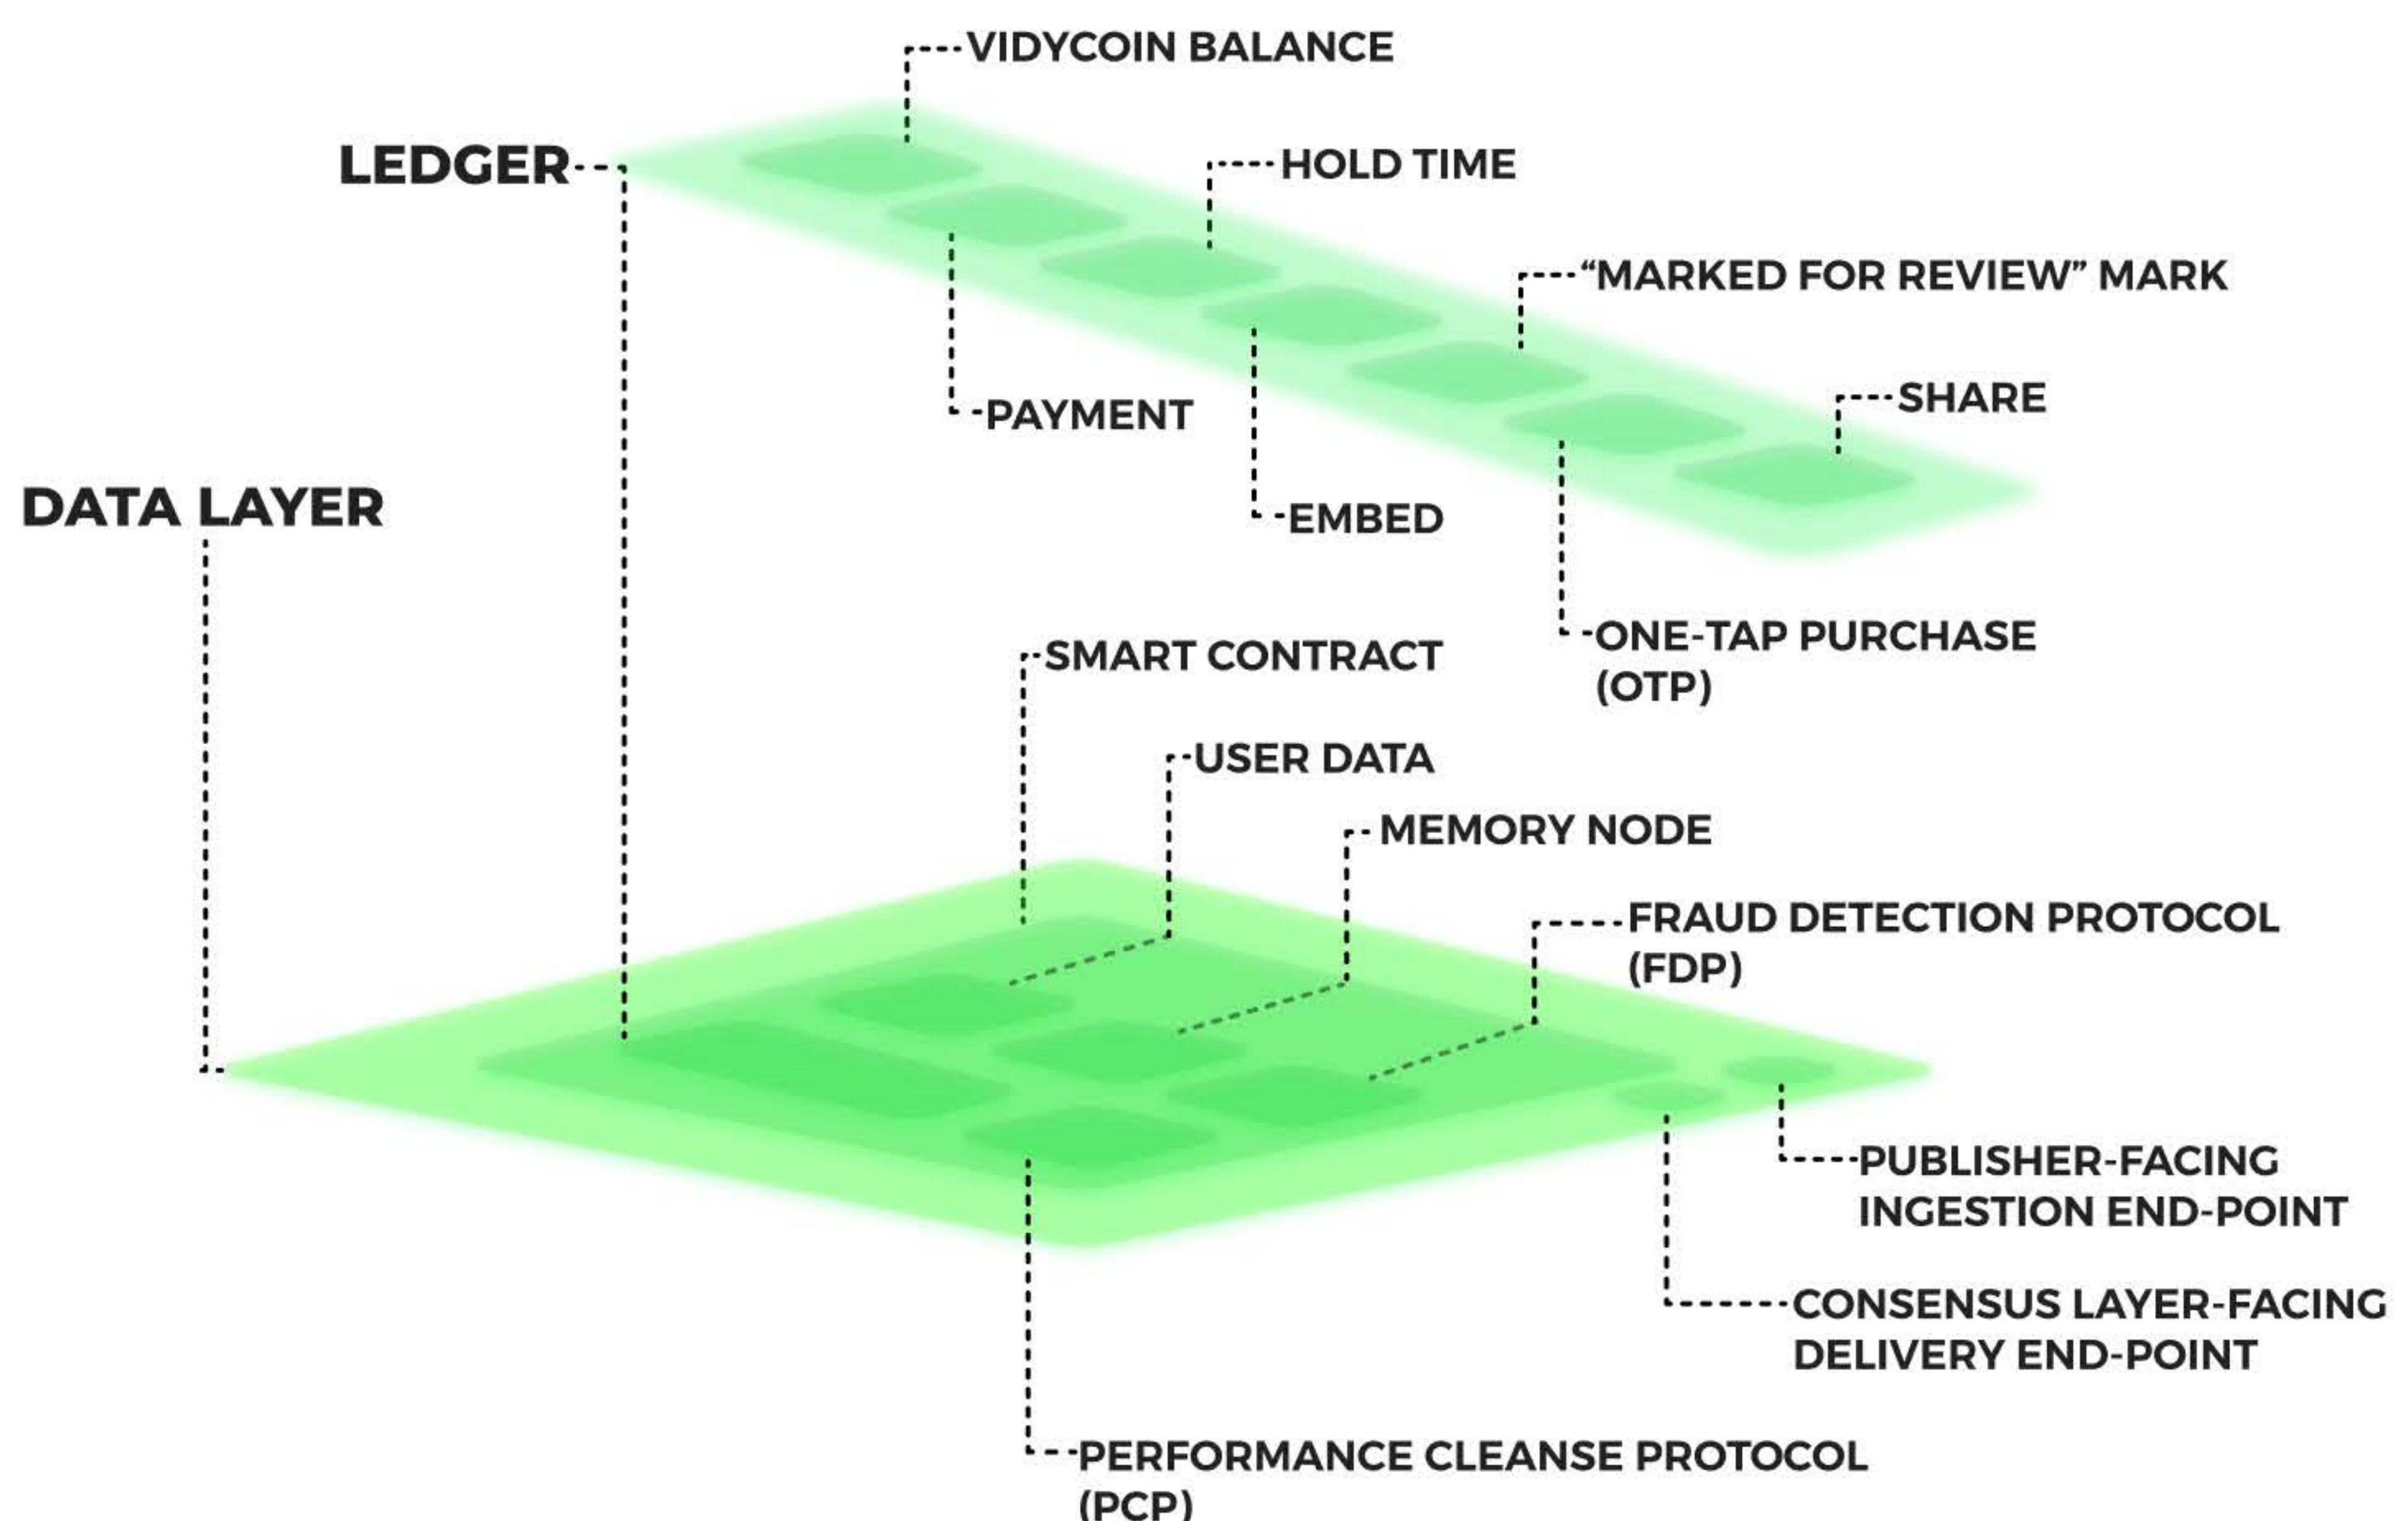 VIDYCOIN BALANCE
LEDGER
HOLD TIME
“MARKED FOR REVIEW” MARK
SHARE
PAYMENT
DATA LAYER
EMBED
ONE-TAP PURCHASE
(OTP)
SMART CONTRACT
USER DATA
MEMORY NODE
FRAUD DETECTION PROTOCOL
(FDP)
PUBLISHER-FACING
INGESTION END-POINT
CONSENSUS LAYER-FACING
DELIVERY END-POINT
PERFORMANCE CLEANSE PROTOCOL
(PCP)